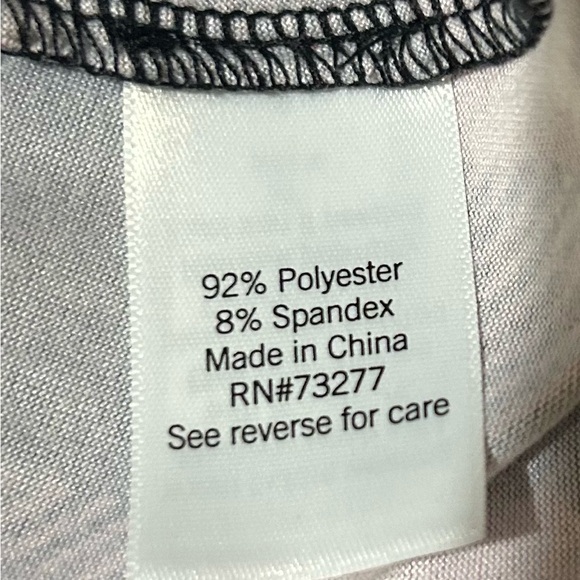 92% Polyester
8% Spandex
Made in China
RN#73277
See reverse for care